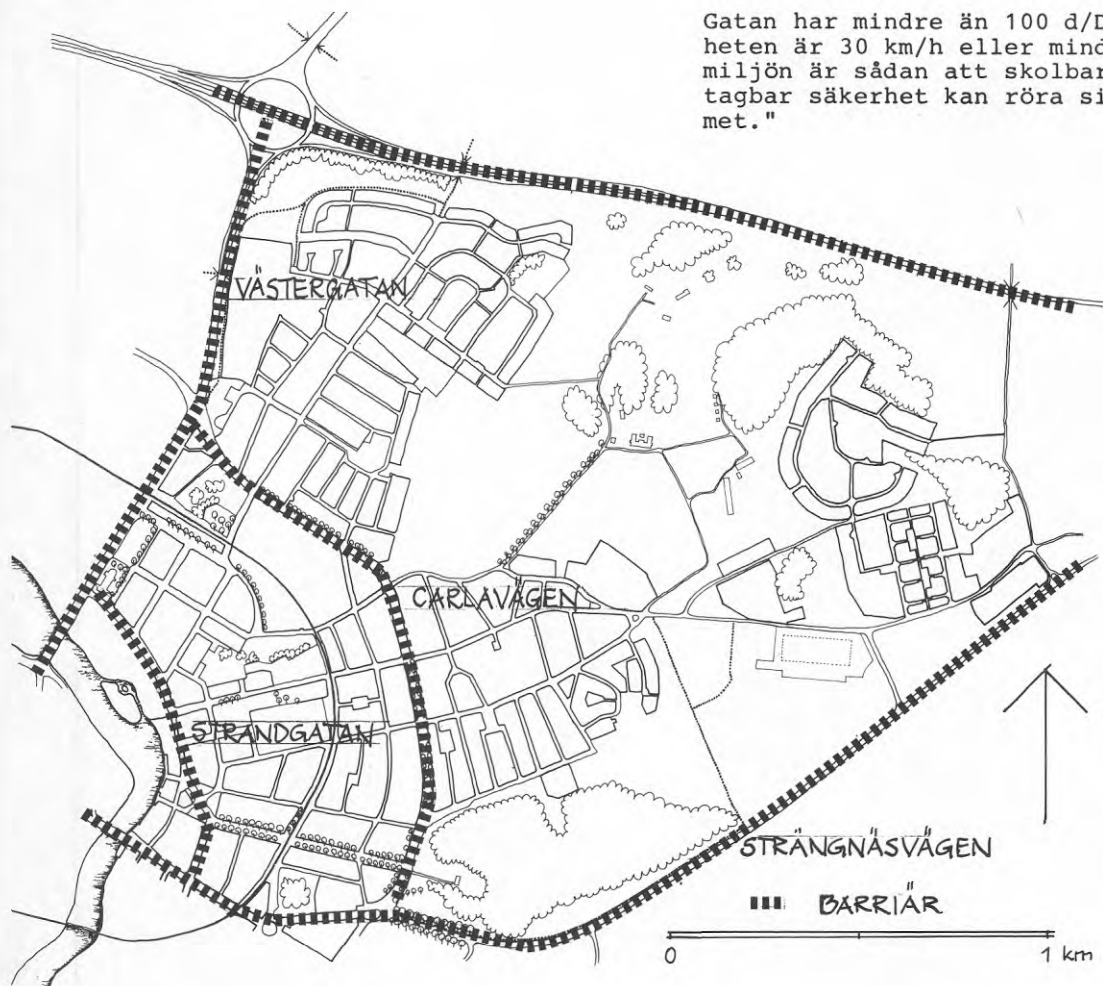 Gatan har mindre än 100 d/D
heten är 30 km/h eller mind
miljön är sådan att skolbar
tagbar säkerhet kan röra si
met."
VÄSTERGATAN
CARLAVÄGEN
STRANDGATAN
STRÄNGNÄSVÄGEN
BARRIÄR
0 1 km